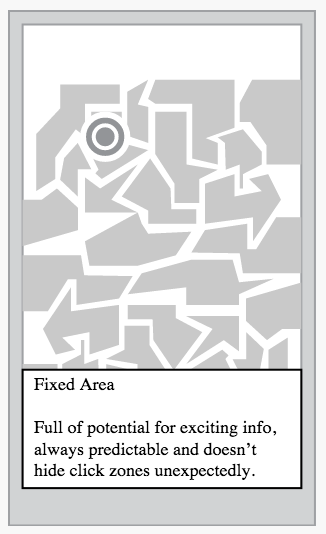 Fixed Area
Full of potential for exciting info,
always predictable and doesn't
hide click zones unexpectedly.